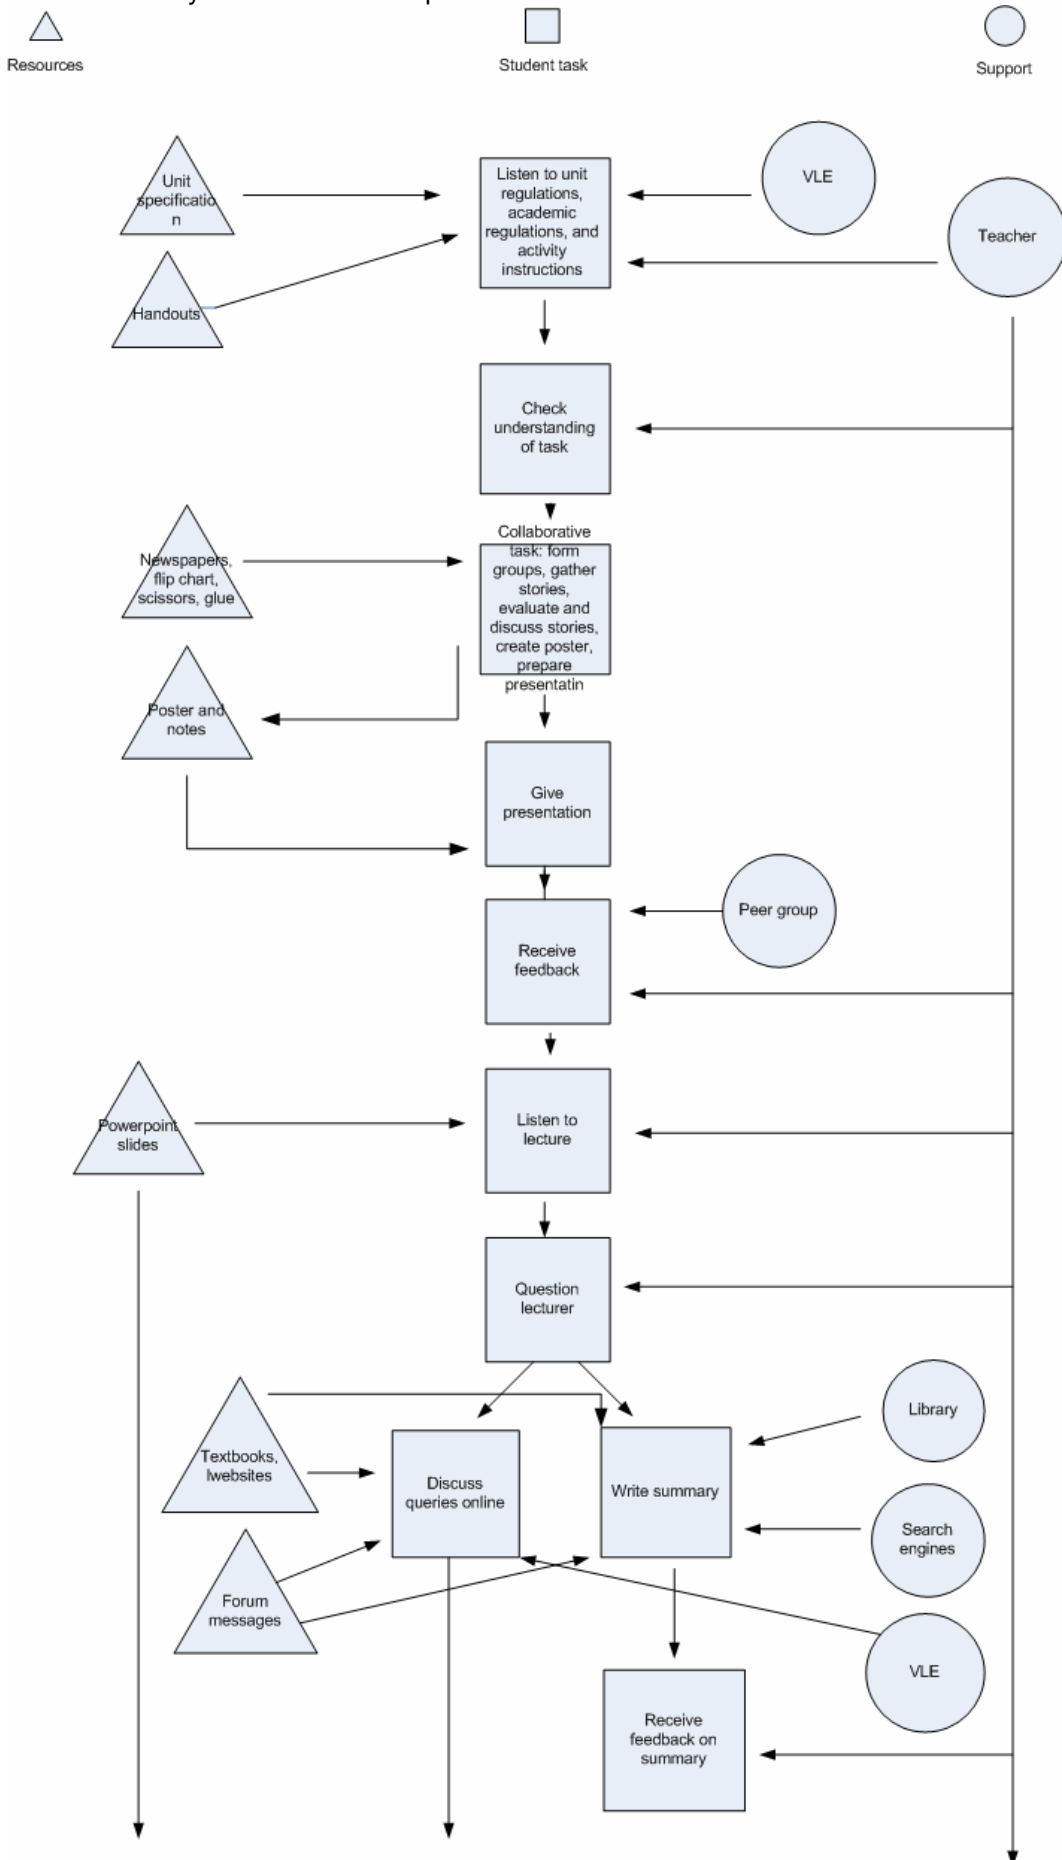 Resources
Student task
Support
Unit
specificatio
n
Listen to unit
regulations,
academic
regulations, and
activity
instructions
VLE
Teacher
Handouts
Check
understanding
of task
Newspapers,
flip chart,
scissors, glue
Collaborative
task: form
groups, gather
stories,
evaluate and
discuss stories,
create poster,
prepare
presentatin
Poster and
notes
Give
presentation
Peer group
Receive
feedback
Powerpoint
slides
Listen to
lecture
Question
lecturer
Library
Textbooks,
lwebsites
Discuss
queries online
Write summary
Search
engines
Forum
messages
VLE
Receive
feedback on
summary